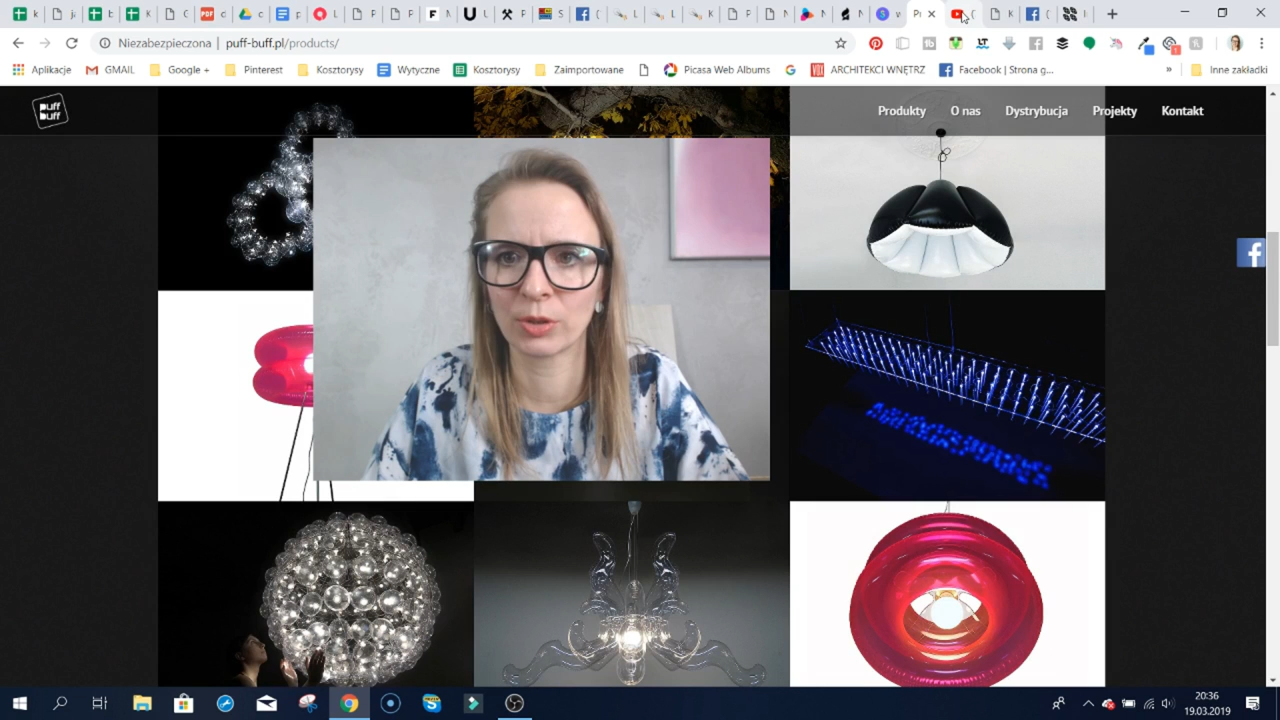 Niezabezpieczona | puff-buff.pl/products/
Aplikacje GMAIL Google + Pinterest Kosztorysy Wytyczne Kosztorysy Zaimportowane Picasa Web Albums ARCHITEKCI WNĘTRZ Facebook | Strona g... » Inne zakładki
puff
buff
Produkty O nas Dystrybucja Projekty Kontakt
20:36
19.03.2019